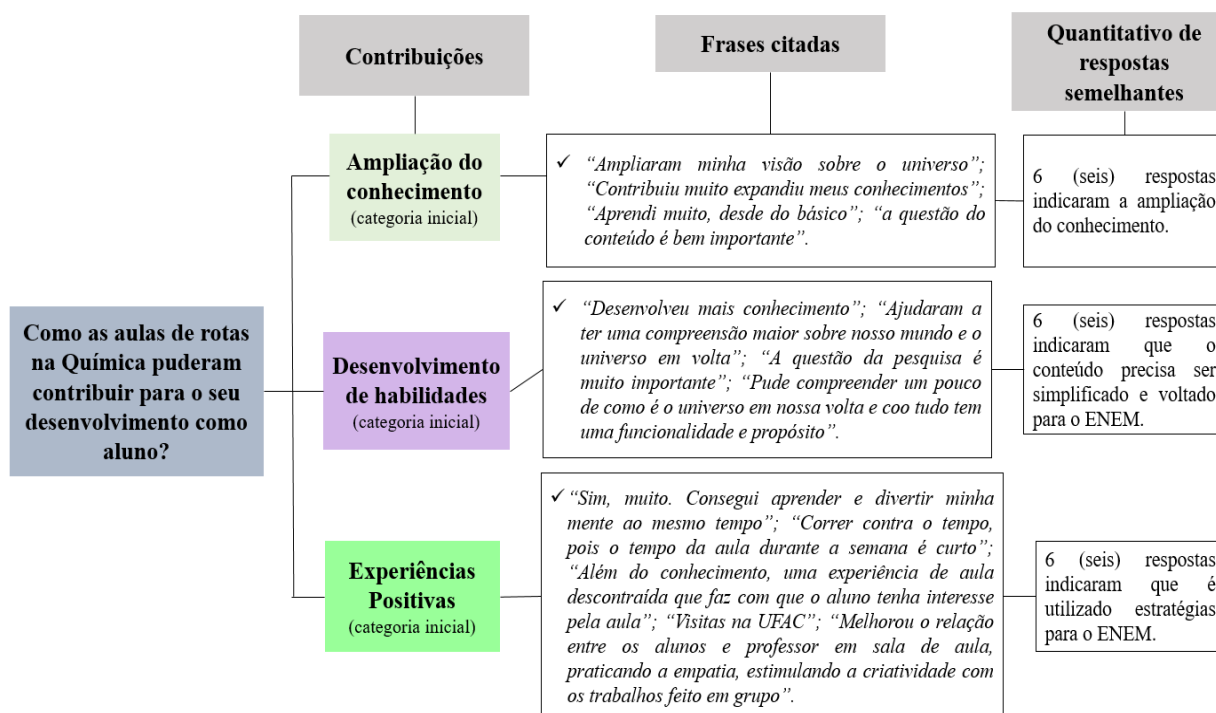 Contribuições
Frases citadas
Quantitativo de
respostas
semelhantes
Como as aulas de rotas
na Química puderam
contribuir para o seu
desenvolvimento como
aluno?
Ampliação do
conhecimento
(categoria inicial)
✓ “Ampliaram minha visão sobre o universo”;
“Contribuiu muito expandiu meus conhecimentos”;
“Aprendi muito, desde do básico”; “a questão do
conteúdo é bem importante”.
6 (seis) respostas
indicaram a ampliação
do conhecimento.
Desenvolvimento
de habilidades
(categoria inicial)
✓ “Desenvolveu mais conhecimento”; “Ajudaram a
ter uma compreensão maior sobre nosso mundo e o
universo em volta”; “A questão da pesquisa é
muito importante”; “Pude compreender um pouco
de como é o universo em nossa volta e coo tudo tem
uma funcionalidade e propósito”.
6 (seis) respostas
indicaram que o
conteúdo precisa ser
simplificado e voltado
para o ENEM.
Experiências
Positivas
(categoria inicial)
✓ “Sim, muito. Consegui aprender e divertir minha
mente ao mesmo tempo”; “Correr contra o tempo,
pois o tempo da aula durante a semana é curto”;
“Além do conhecimento, uma experiência de aula
descontraída que faz com que o aluno tenha interesse
pela aula”; “Visitas na UFAC”; “Melhorou o relação
entre os alunos e professor em sala de aula,
praticando a empatia, estimulando a criatividade com
os trabalhos feito em grupo”.
6 (seis) respostas
indicaram que é
utilizado estratégias
para o ENEM.